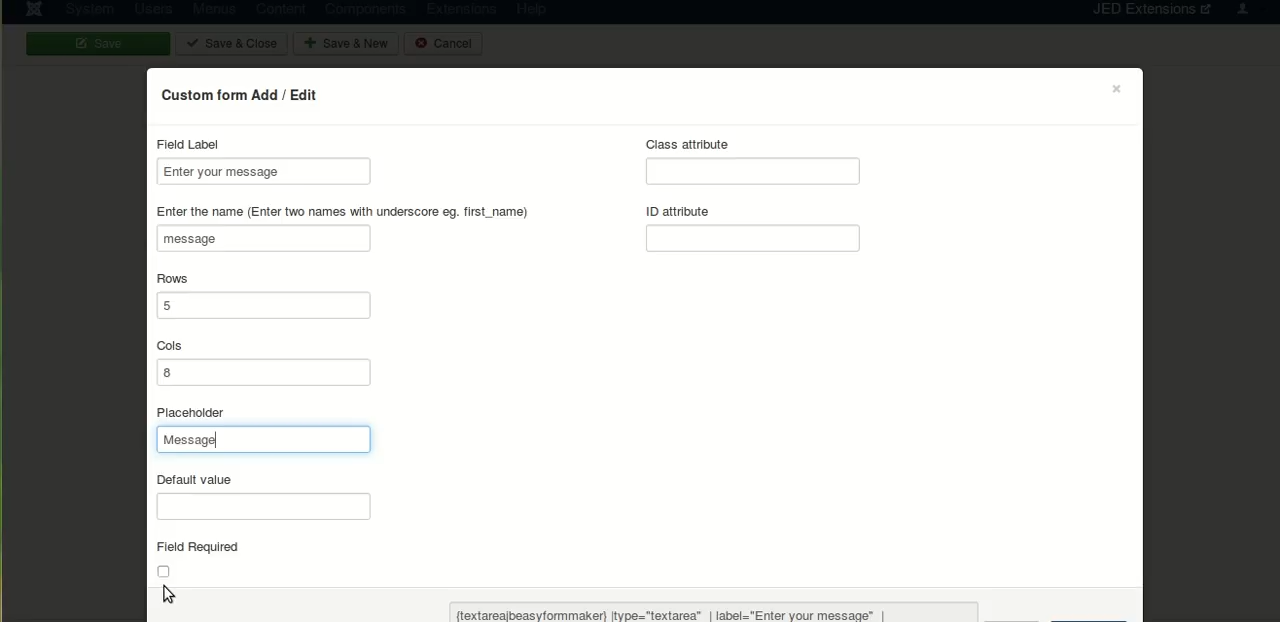 System Users Menus Content Components Extensions Help JED Extensions
Save Save & Close Save & New Cancel
Custom form Add / Edit ×
Field Label Class attribute
Enter your message
Enter the name (Enter two names with underscore eg. first_name) ID attribute
message
Rows
5
Cols
8
Placeholder
Message
Default value
Field Required
{textarea|beasyformmaker} |type="textarea" | label="Enter your message" |